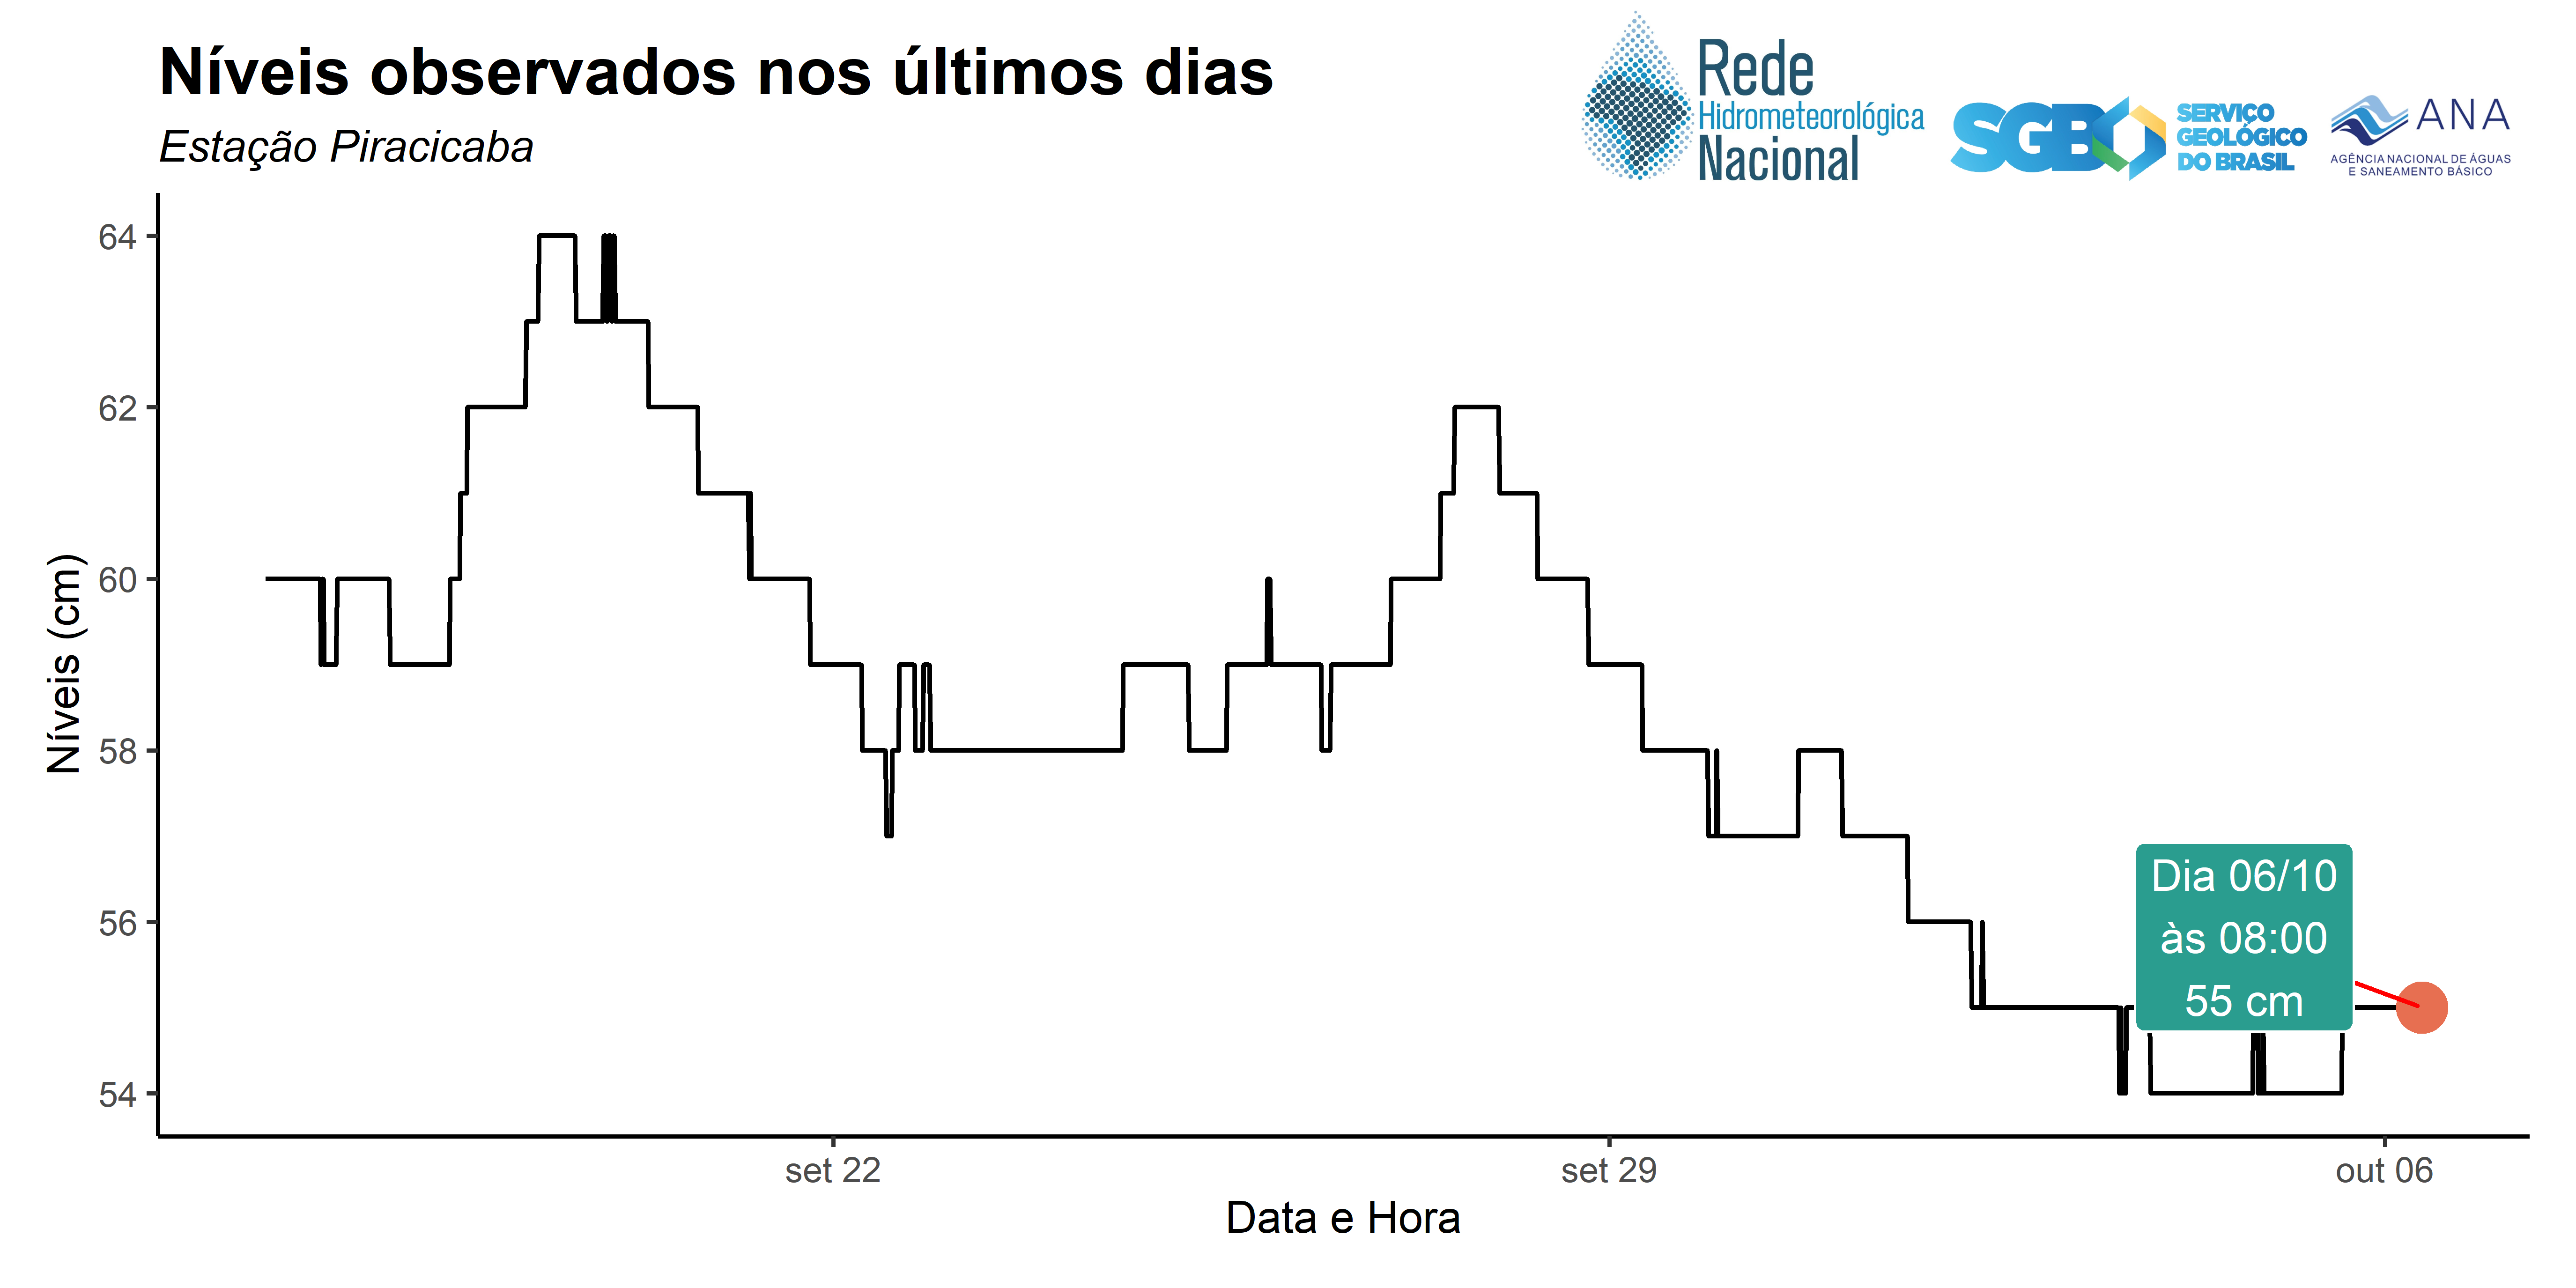 Níveis observados nos últimos dias
Estação Piracicaba
Rede
Hidrometeorológica
Nacional
SGB
SERVIÇO
GEOLÓGICO
DO BRASIL
ANA
AGÊNCIA NACIONAL DE ÁGUAS
E SANEAMENTO BÁSICO
Níveis (cm)
64
62
60
58
56
54
Dia 06/10
às 08:00
55 cm
set 22
set 29
out 06
Data e Hora